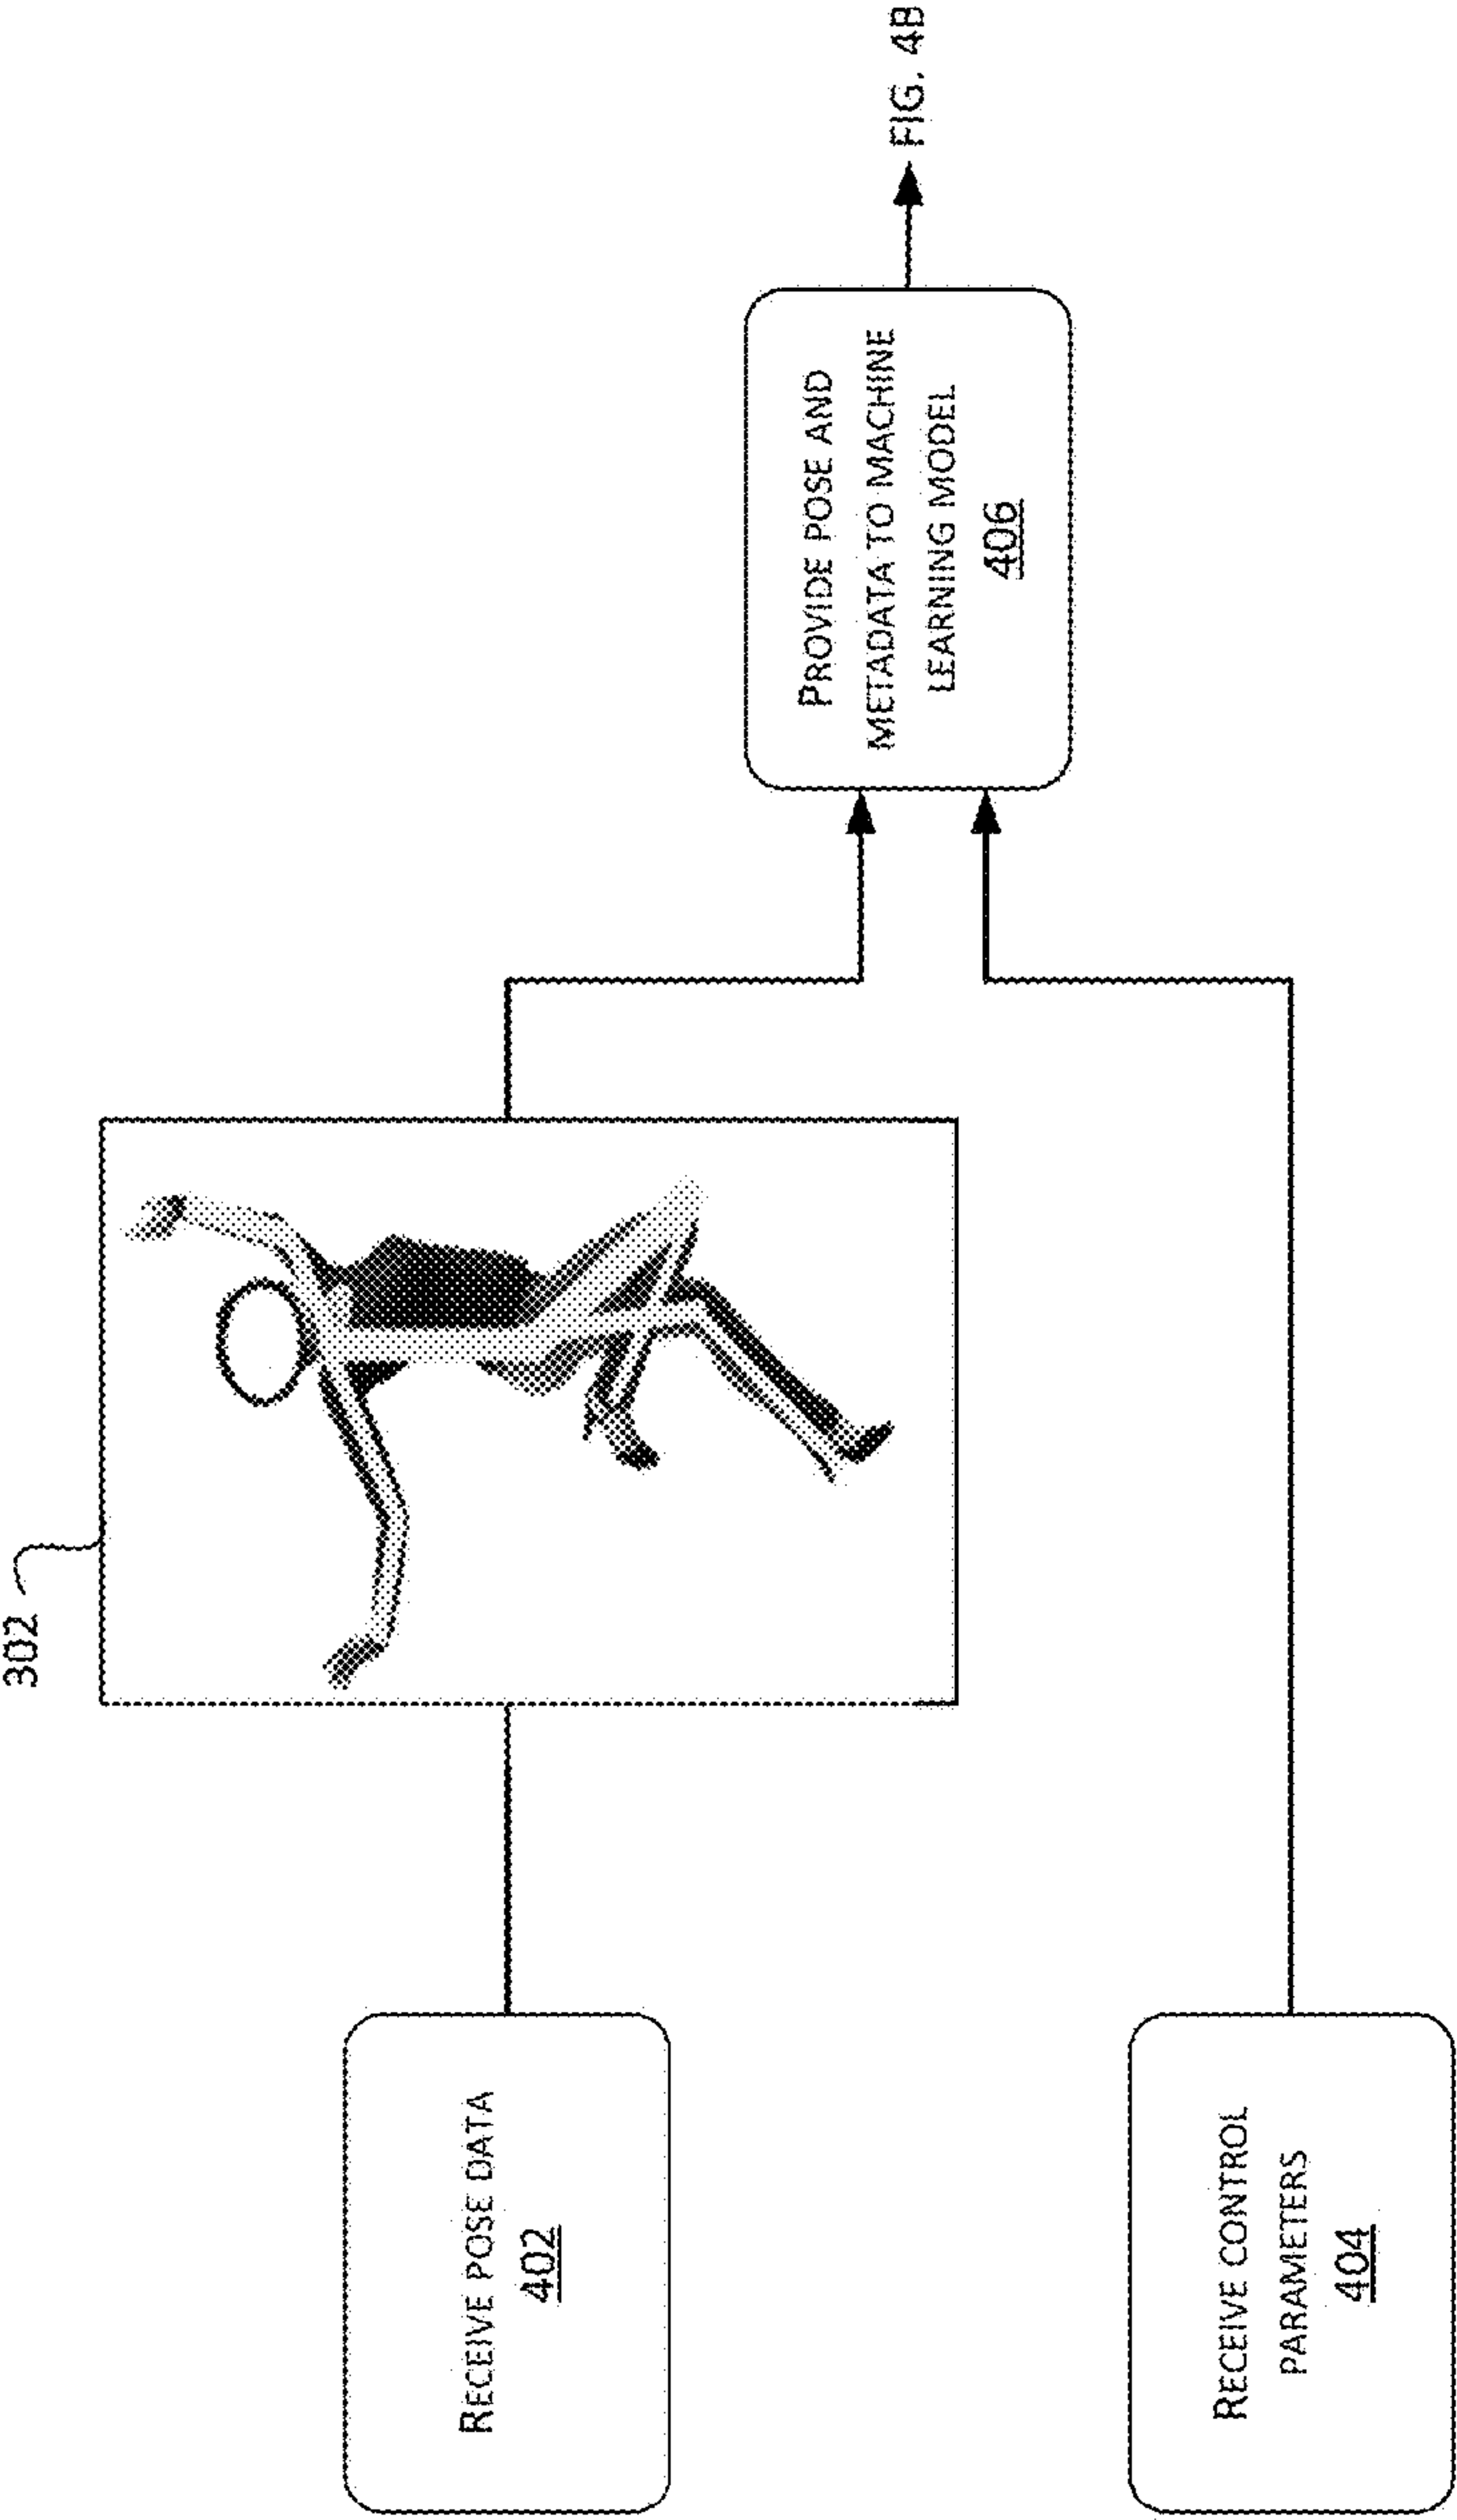 302
RECEIVE POSE DATA
402
RECEIVE CONTROL
PARAMETERS
404
PROVIDE POSE AND
METADATA TO MACHINE
LEARNING MODEL
406
FIG. 4B